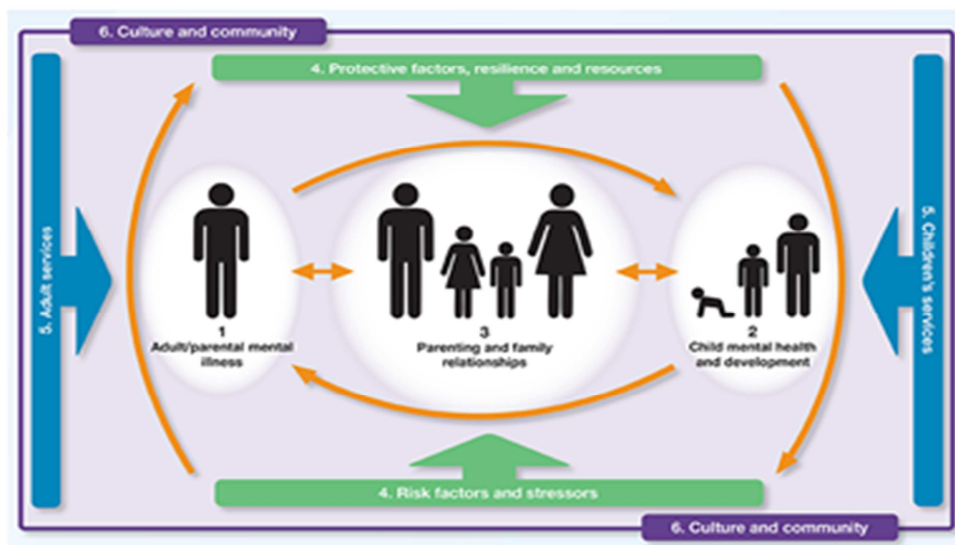 6. Culture and community
4. Protective factors, resilience and resources
5. Adult services
5. Children's services
1
Adult/parental mental
illness
3
Parenting and family
relationships
2
Child mental health
and development
4. Risk factors and stressors
6. Culture and community